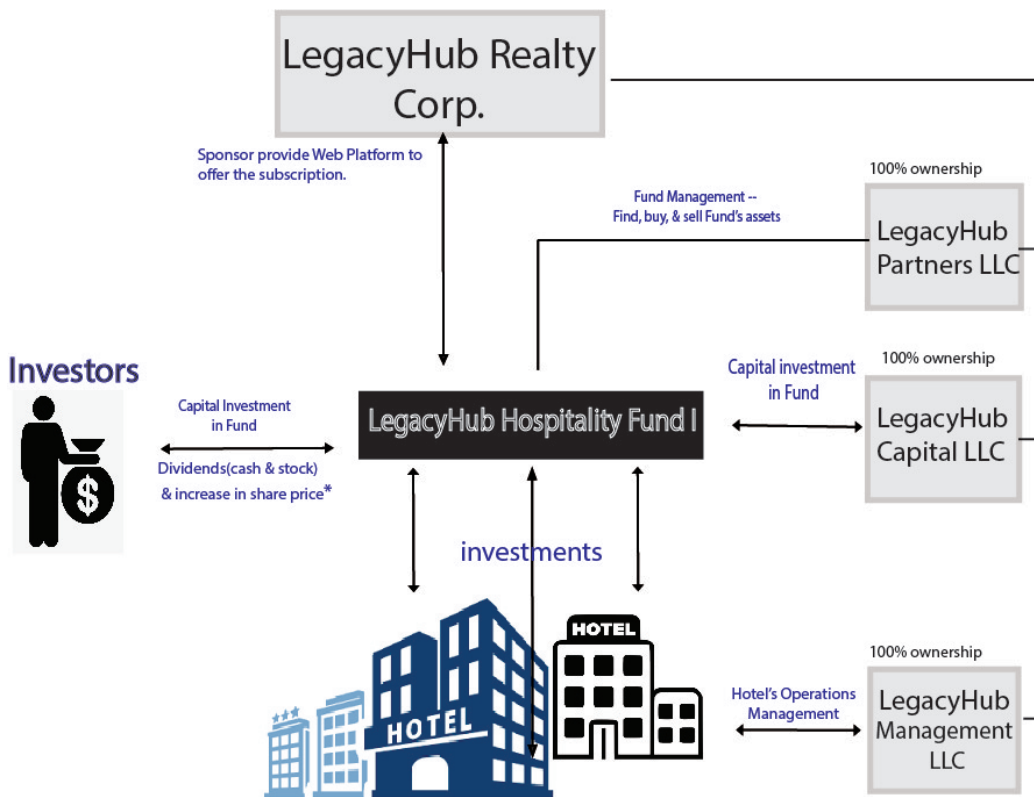 LegacyHub Realty
Corp.
Sponsor provide Web Platform to
offer the subscription.
100% ownership
Fund Management --
Find, buy, & sell Fund's assets
LegacyHub
Partners LLC
Investors
Capital Investment
in Fund
Dividends(cash & stock)
& increase in share price*
LegacyHub Hospitality Fund I
Capital investment
in Fund
100% ownership
LegacyHub
Capital LLC
$
investments
HOTEL
HOTEL
100% ownership
Hotel's Operations
Management
LegacyHub
Management
LLC